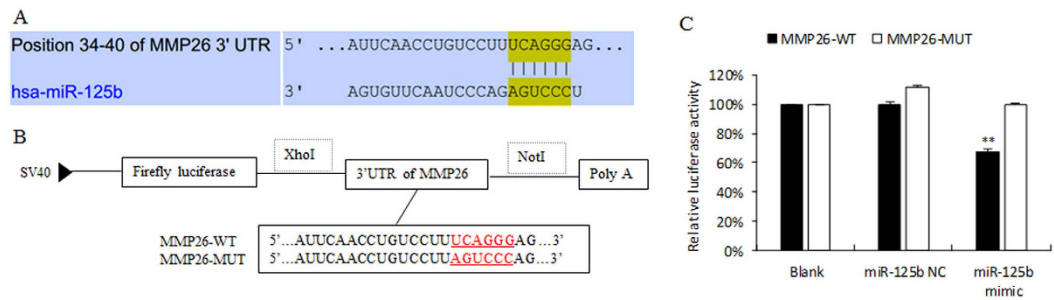 A
Position 34-40 of MMP26 3' UTR 5' ...AUUCAACCUGUCCUUUCAGGGAG...
hsa-miR-125b 3' AGUGUUCAAUCCCAGAGUCCCU
B
SV40 Firefly luciferase XhoI 3'UTR of MMP26 NotI Poly A
MMP26-WT 5'...AUUCAACCUGUCCUUUCAGGGAG...3'
MMP26-MUT 5'...AUUCAACCUGUCCUUAGUCCCAG...3'
C
MMP26-WT MMP26-MUT
Relative luciferase activity
120%
100%
80%
60%
40%
20%
0%
**
Blank miR-125b NC miR-125b mimic